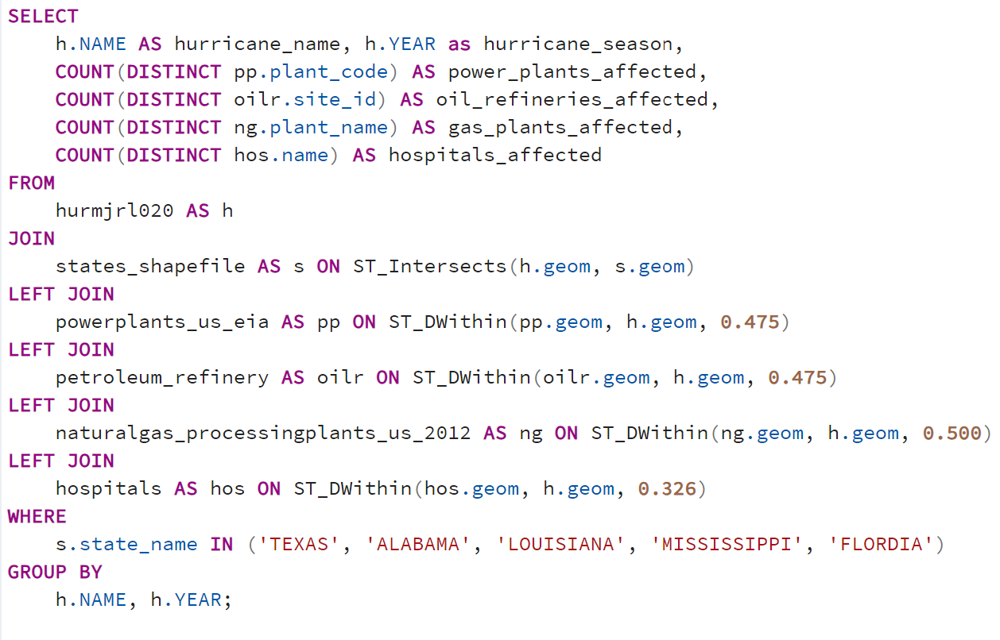 SELECT
h.NAME AS hurricane_name, h.YEAR as hurricane_season,
COUNT(DISTINCT pp.plant_code) AS power_plants_affected,
COUNT(DISTINCT oilr.site_id) AS oil_refineries_affected,
COUNT(DISTINCT ng.plant_name) AS gas_plants_affected,
COUNT(DISTINCT hos.name) AS hospitals_affected
FROM
hurmjrl020 AS h
JOIN
states_shapefile AS s ON ST_Intersects(h.geom, s.geom)
LEFT JOIN
powerplants_us_eia AS pp ON ST_DWithin(pp.geom, h.geom, 0.475)
LEFT JOIN
petroleum_refinery AS oilr ON ST_DWithin(oilr.geom, h.geom, 0.475)
LEFT JOIN
naturalgas_processingplants_us_2012 AS ng ON ST_DWithin(ng.geom, h.geom, 0.500)
LEFT JOIN
hospitals AS hos ON ST_DWithin(hos.geom, h.geom, 0.326)
WHERE
s.state_name IN ('TEXAS', 'ALABAMA', 'LOUISIANA', 'MISSISSIPPI', 'FLORDIA')
GROUP BY
h.NAME, h.YEAR;